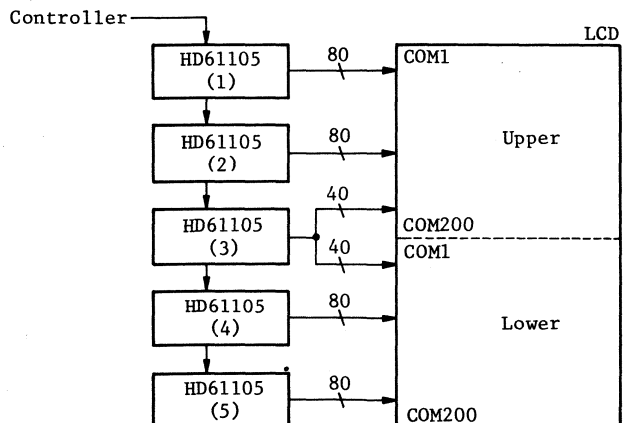 Controller
LCD
HD61105
(1)
80
COM1
HD61105
(2)
80
Upper
HD61105
(3)
40
40
COM200
COM1
HD61105
(4)
80
Lower
HD61105
(5)
80
COM200